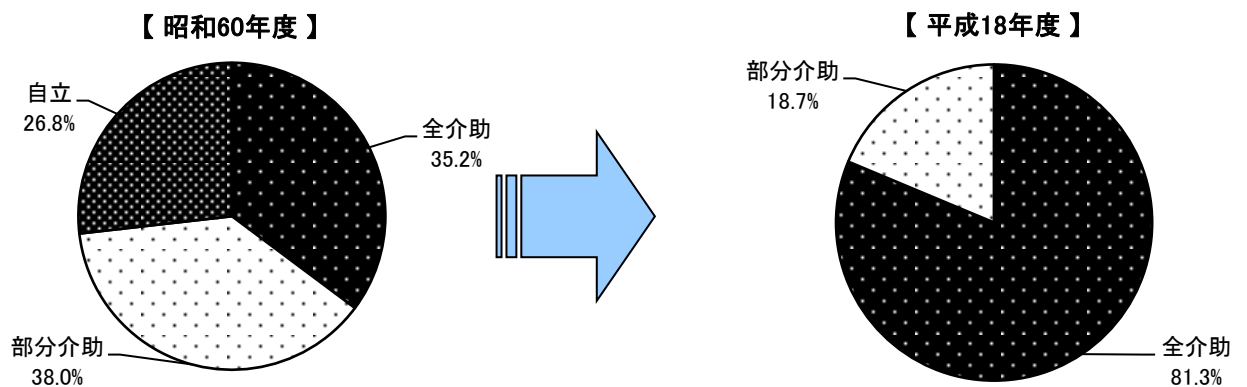 【 昭和60年度 】
自立
26.8%
全介助
35.2%
部分介助
38.0%
【 平成18年度 】
部分介助
18.7%
全介助
81.3%